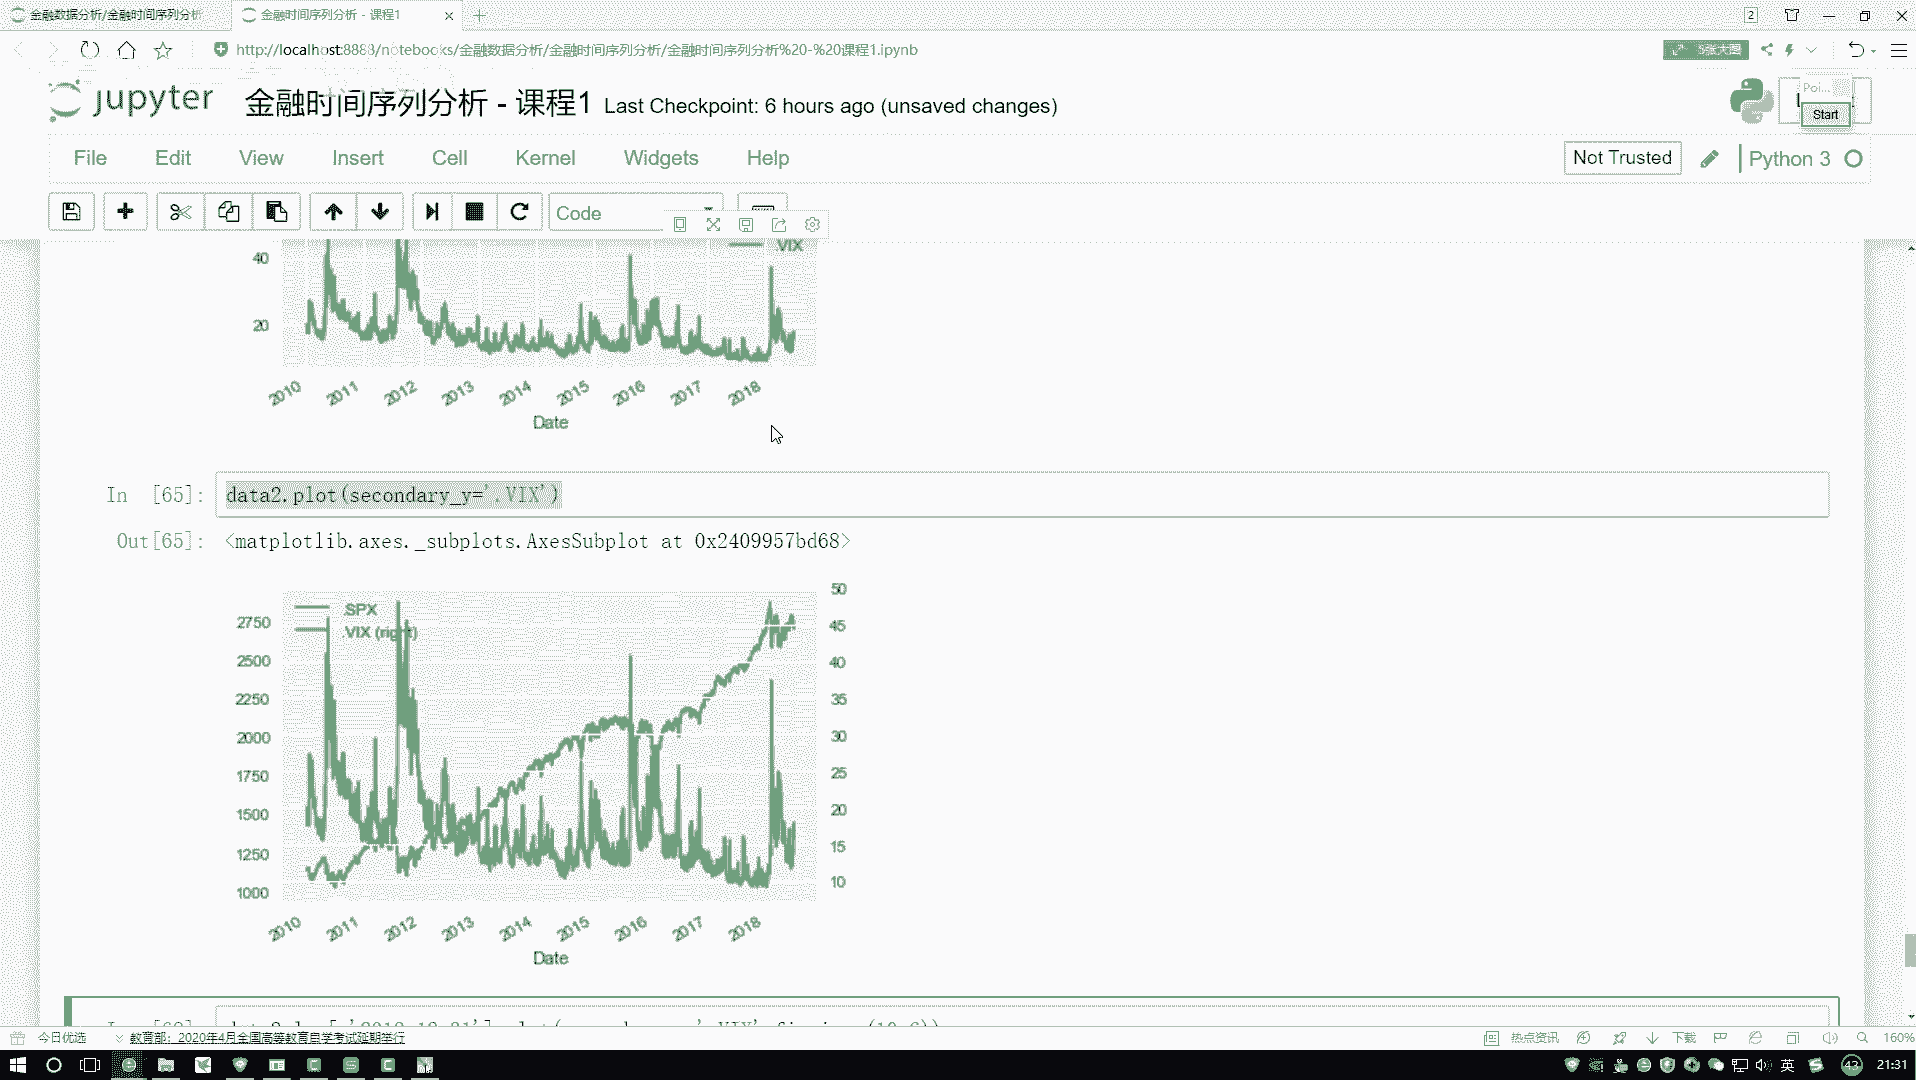 金融数据分析/金融时间序列分析
金融时间序列分析 - 课程1
2
http://localhost:8888/notebooks/金融数据分析/金融时间序列分析/金融时间序列分析%20-%20课程1.ipynb
5张大图
jupyter
金融时间序列分析 - 课程1 Last Checkpoint: 6 hours ago (unsaved changes)
Start
File Edit View Insert Cell Kernel Widgets Help
Not Trusted
Python 3
Code
.VIX
40
20
2010 2011 2012 2013 2014 2015 2016 2017 2018
Date
In [65]: data2.plot(secondary_y='.VIX')
Out[65]: <matplotlib.axes._subplots.AxesSubplot at 0x2409957bd68>
.SPX
.VIX (right)
2750
2500
2250
2000
1750
1500
1250
1000
50
45
40
35
30
25
20
15
10
2010 2011 2012 2013 2014 2015 2016 2017 2018
Date
今日优选
教育部：2020年4月全国高等教育自学考试延期举行
热点资讯
下载
160%
英
43
21:31